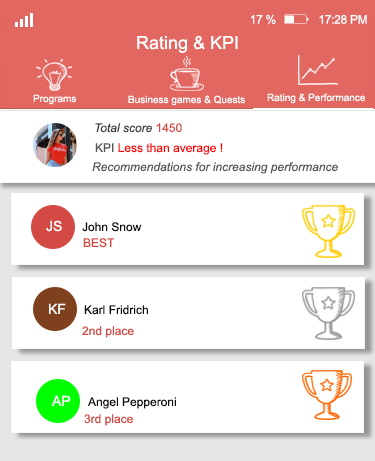 17 % 17:28 PM
Rating & KPI
Programs
Business games & Quests
Rating & Performance
Total score 1450
KPI Less than average !
Recommendations for increasing performance
JS
John Snow
BEST
KF
Karl Fridrich
2nd place
AP
Angel Pepperoni
3rd place